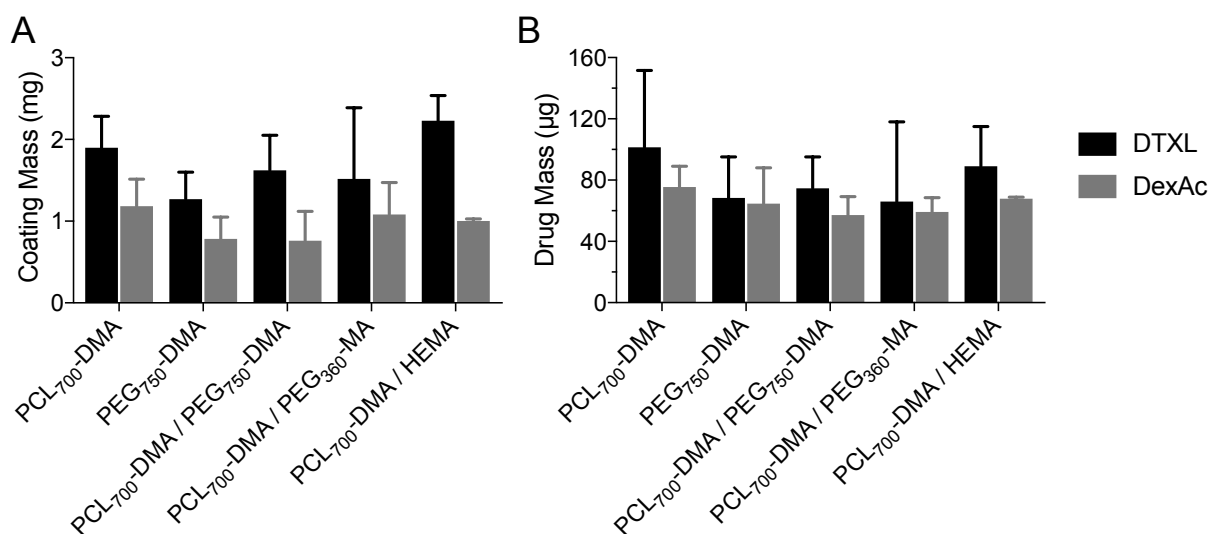 A
Coating Mass (mg)
3
2
1
0
PCL₇₀₀-DMA
PEG₇₅₀-DMA
PCL₇₀₀-DMA / PEG₇₅₀-DMA
PCL₇₀₀-DMA / PEG₃₆₀-MA
PCL₇₀₀-DMA / HEMA
B
Drug Mass (µg)
160
120
80
40
0
PCL₇₀₀-DMA
PEG₇₅₀-DMA
PCL₇₀₀-DMA / PEG₇₅₀-DMA
PCL₇₀₀-DMA / PEG₃₆₀-MA
PCL₇₀₀-DMA / HEMA
DTXL
DexAc